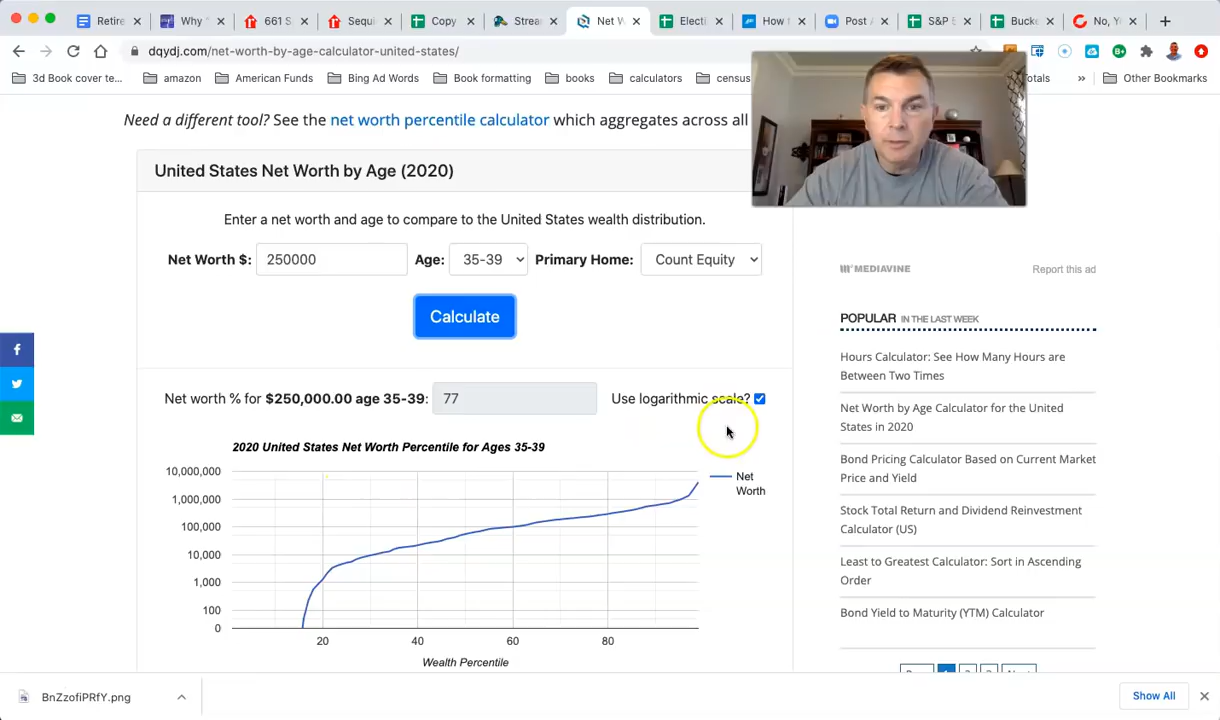 Retire
Why "
661 S
Sequi
Copy
Strea
Net W
Electi
How t
Post A
S&P 5
Bucke
No, Y
dqydj.com/net-worth-by-age-calculator-united-states/
3d Book cover te...
amazon
American Funds
Bing Ad Words
Book formatting
books
calculators
census
otals
»
Other Bookmarks
Need a different tool? See the net worth percentile calculator which aggregates across all
United States Net Worth by Age (2020)
Enter a net worth and age to compare to the United States wealth distribution.
Net Worth $: 250000 Age: 35-39 Primary Home: Count Equity
Calculate
Net worth % for $250,000.00 age 35-39: 77 Use logarithmic scale?
2020 United States Net Worth Percentile for Ages 35-39
10,000,000
1,000,000
100,000
10,000
1,000
100
0
Net
Worth
20 40 60 80
Wealth Percentile
MEDIAVINE
Report this ad
POPULAR IN THE LAST WEEK
Hours Calculator: See How Many Hours are
Between Two Times
Net Worth by Age Calculator for the United
States in 2020
Bond Pricing Calculator Based on Current Market
Price and Yield
Stock Total Return and Dividend Reinvestment
Calculator (US)
Least to Greatest Calculator: Sort in Ascending
Order
Bond Yield to Maturity (YTM) Calculator
BnZzofiPRfY.png
Show All